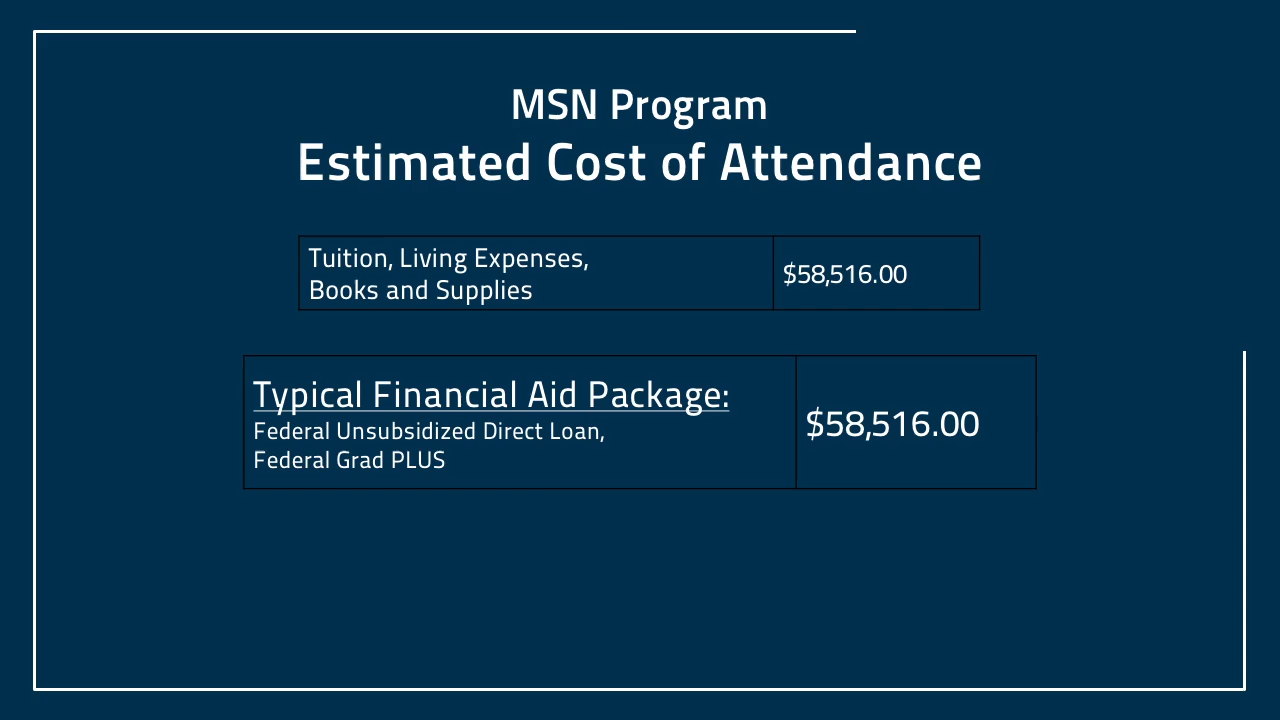 MSN Program
Estimated Cost of Attendance
Tuition, Living Expenses,
Books and Supplies
$58,516.00
Typical Financial Aid Package:
Federal Unsubsidized Direct Loan,
Federal Grad PLUS
$58,516.00